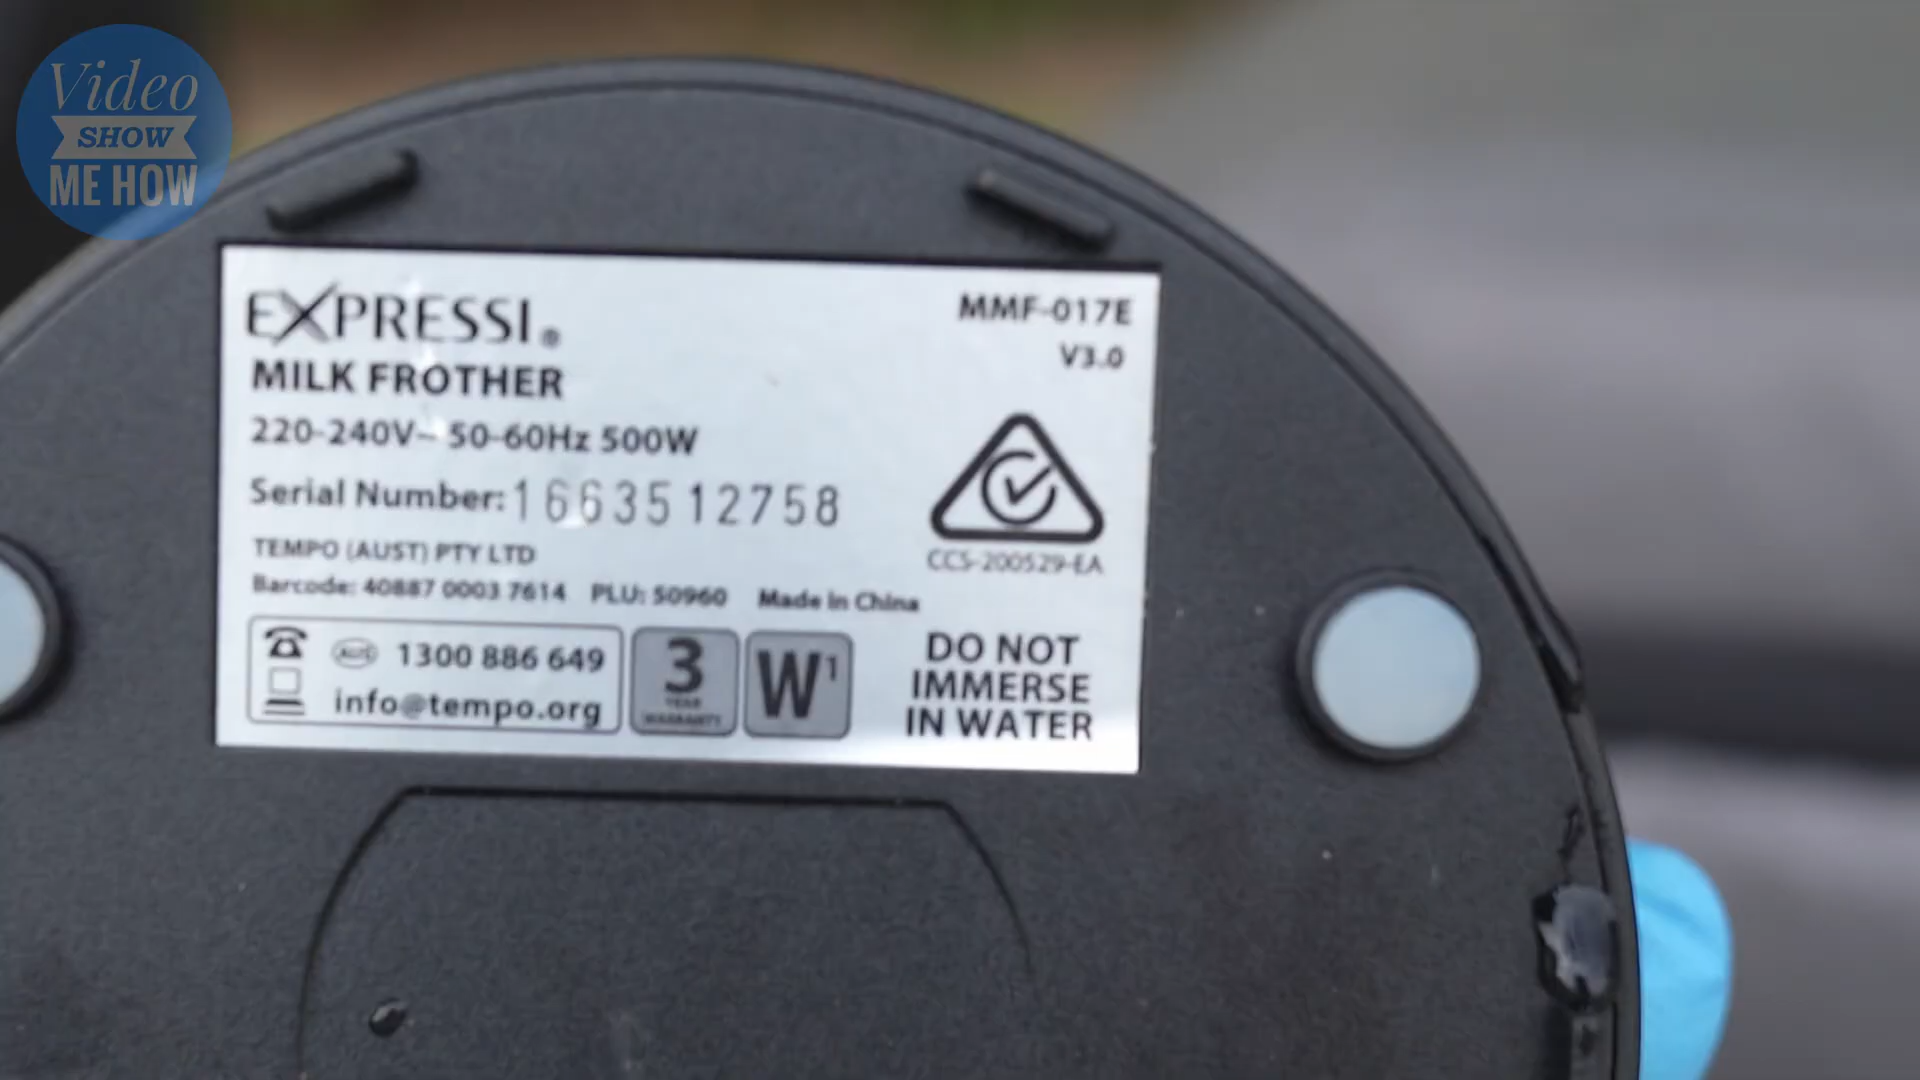 Video
SHOW
ME HOW
EXPRESSI®
MILK FROTHER
220-240V~ 50-60Hz 500W
Serial Number: 1663512758
TEMPO (AUST) PTY LTD
Barcode: 40887 0003 7614 PLU: 50960 Made in China
AUS 1300 886 649
info@tempo.org
3
YEAR
WARRANTY
W¹
MMF-017E
V3.0
CCS-200529-EA
DO NOT
IMMERSE
IN WATER